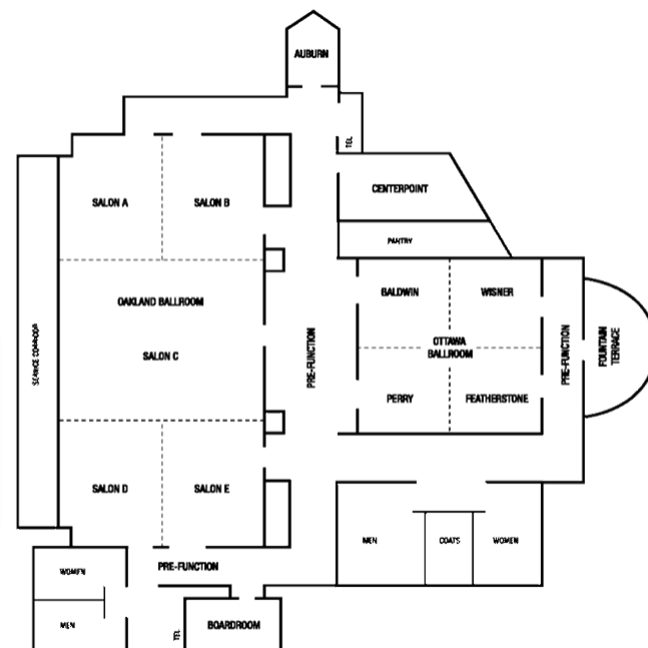 AUBURN
TEL
CENTERPOINT
SALON A
SALON B
PANTRY
OAKLAND BALLROOM
BALDWIN
WISNER
SERVICE CORRIDOR
SALON C
PRE-FUNCTION
OTTAWA
BALLROOM
PRE-FUNCTION
FOUNTAIN
TERRACE
PERRY
FEATHERSTONE
SALON D
SALON E
MEN
COATS
WOMEN
WOMEN
PRE-FUNCTION
MEN
TEL
BOARDROOM